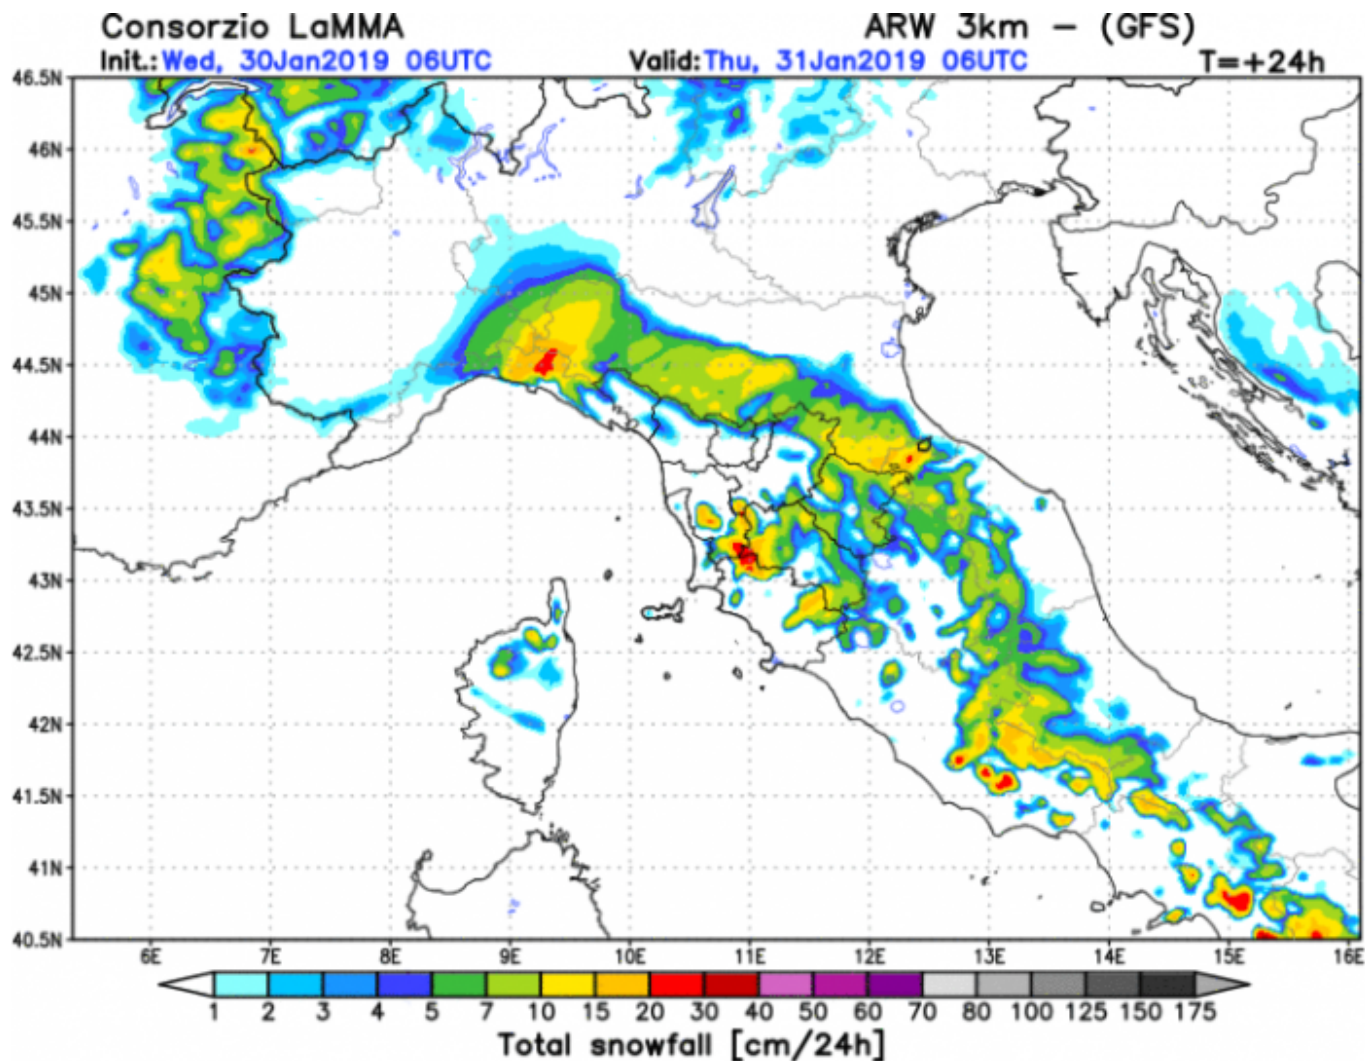 Consorzio LaMMA ARW 3km - (GFS)
Init.: Wed, 30Jan2019 06UTC Valid: Thu, 31Jan2019 06UTC T=+24h
46.5N
46N
45.5N
45N
44.5N
44N
43.5N
43N
42.5N
42N
41.5N
41N
40.5N
6E 7E 8E 9E 10E 11E 12E 13E 14E 15E 16E
1 2 3 4 5 7 10 15 20 30 40 50 60 70 80 100 125 150 175
Total snowfall [cm/24h]